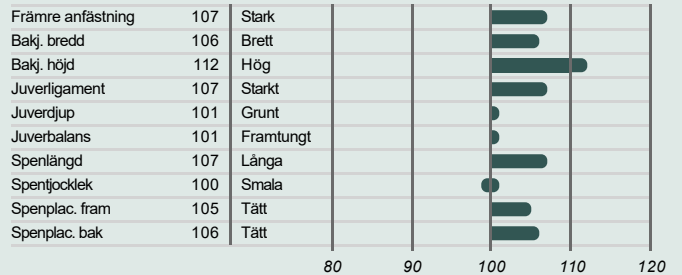 Främre anfästning 107 Stark
Bakj. bredd 106 Brett
Bakj. höjd 112 Hög
Juverligament 107 Starkt
Juverdjup 101 Grunt
Juverbalans 101 Framtungt
Spenlängd 107 Långa
Spentjocklek 100 Smala
Spenplac. fram 105 Tätt
Spenplac. bak 106 Tätt
80 90 100 110 120